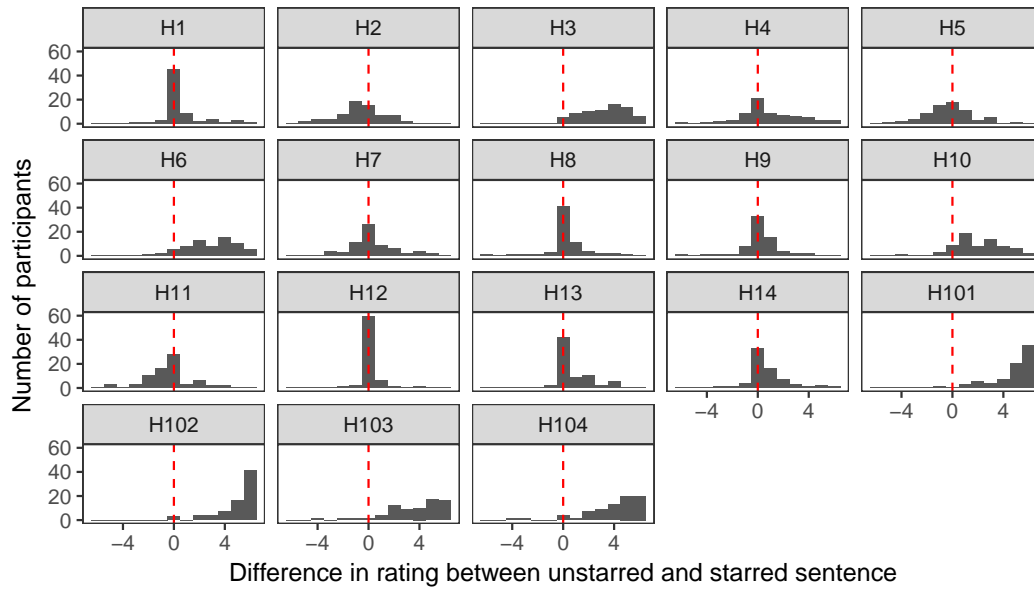 H1 H2 H3 H4 H5
60
40
20
0
H6 H7 H8 H9 H10
60
40
20
0
H11 H12 H13 H14 H101
60
40
20
0
−4 0 4 −4 0 4
H102 H103 H104
60
40
20
0
−4 0 4 −4 0 4 −4 0 4
Number of participants
Difference in rating between unstarred and starred sentence